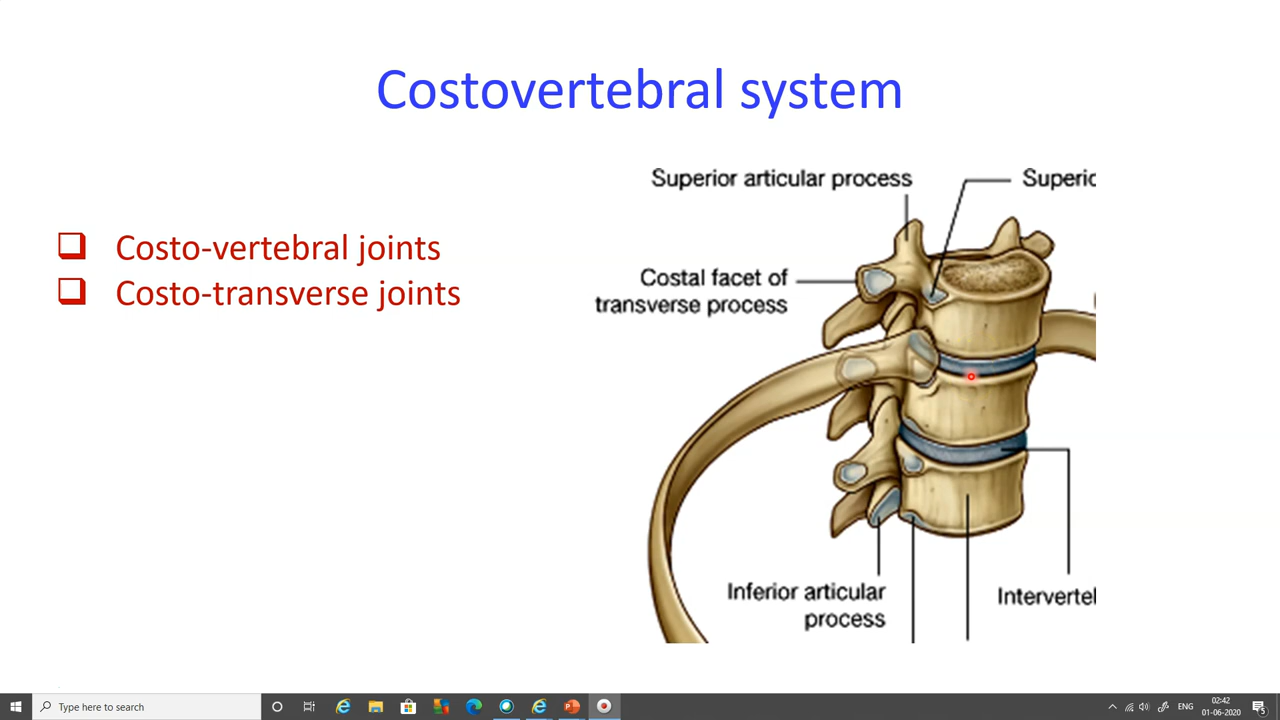 Costovertebral system
Costo-vertebral joints
Costo-transverse joints
Superior articular process
Superic
Costal facet of
transverse process
Inferior articular
process
Intervertel
Type here to search
ENG
02:42
01-06-2020
5